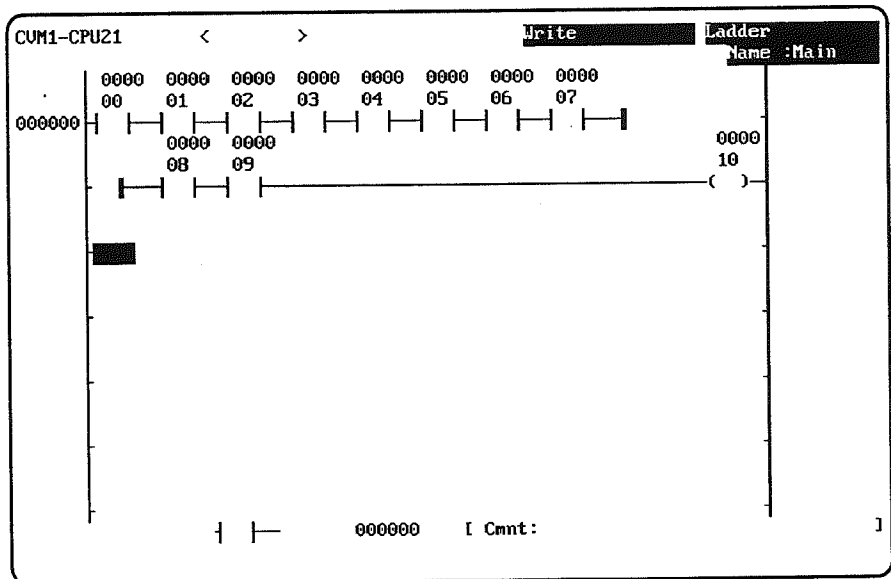 CVM1-CPU21 < > Write Ladder
Name :Main
0000 0000 0000 0000 0000 0000 0000 0000
00 01 02 03 04 05 06 07
000000
0000 0000 0000
08 09 10
( )
000000 [ Cmnt: ]